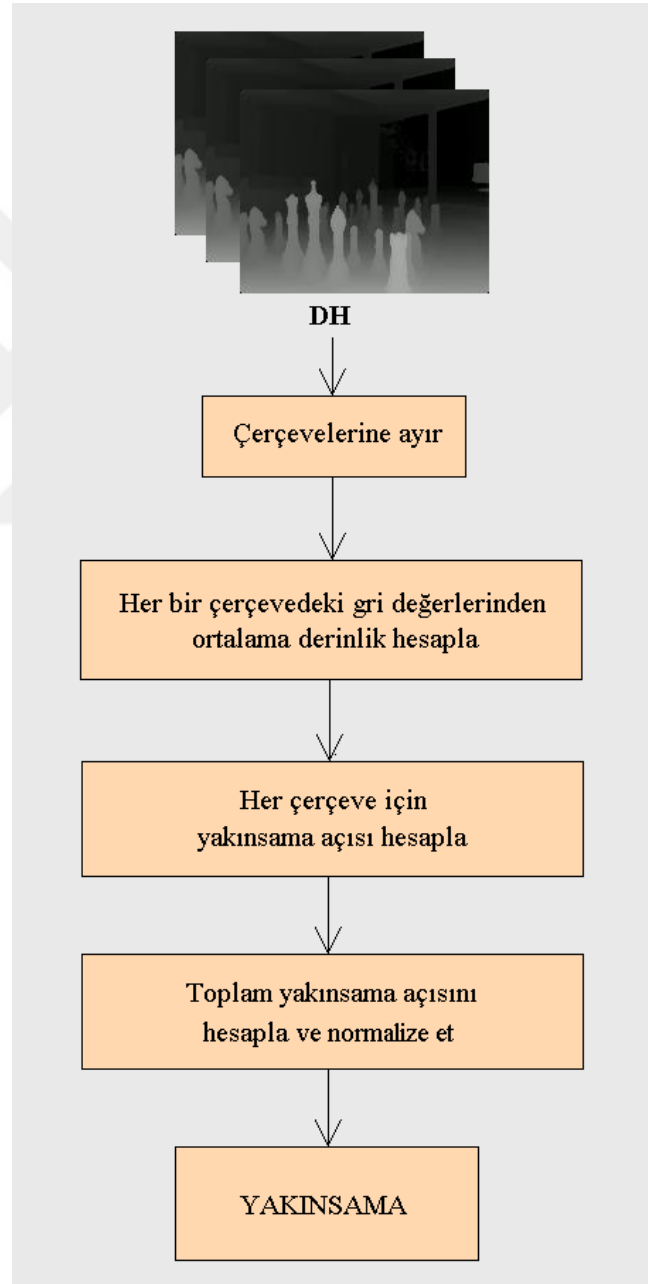 DH
Çerçevelerine ayır
Her bir çerçevedeki gri değerlerinden
ortalama derinlik hesapla
Her çerçeve için
yakınsama açısı hesapla
Toplam yakınsama açısını
hesapla ve normalize et
YAKINSAMA